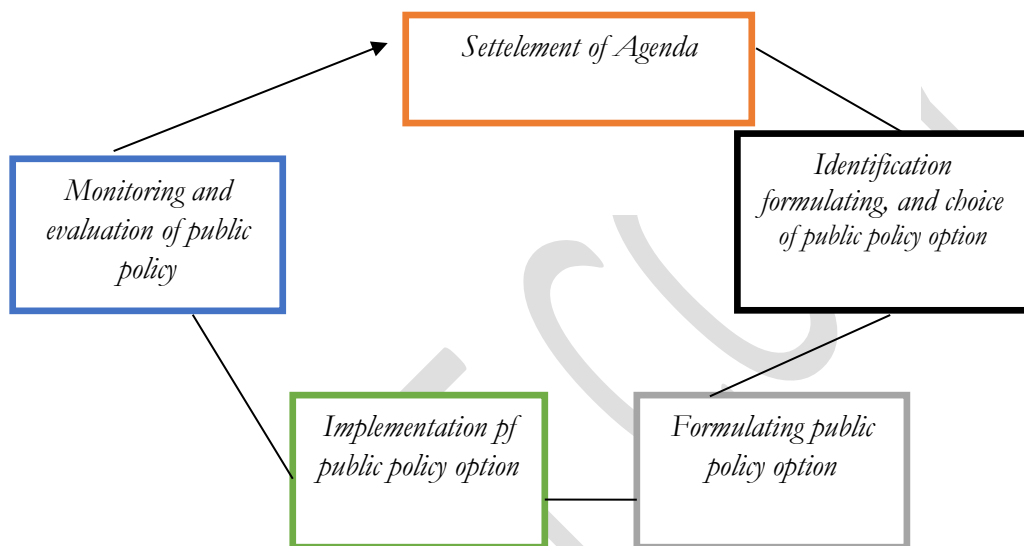 Settelement of Agenda
Identification
formulating, and choice
of public policy option
Monitoring and
evaluation of public
policy
Implementation pf
public policy option
Formulating public
policy option